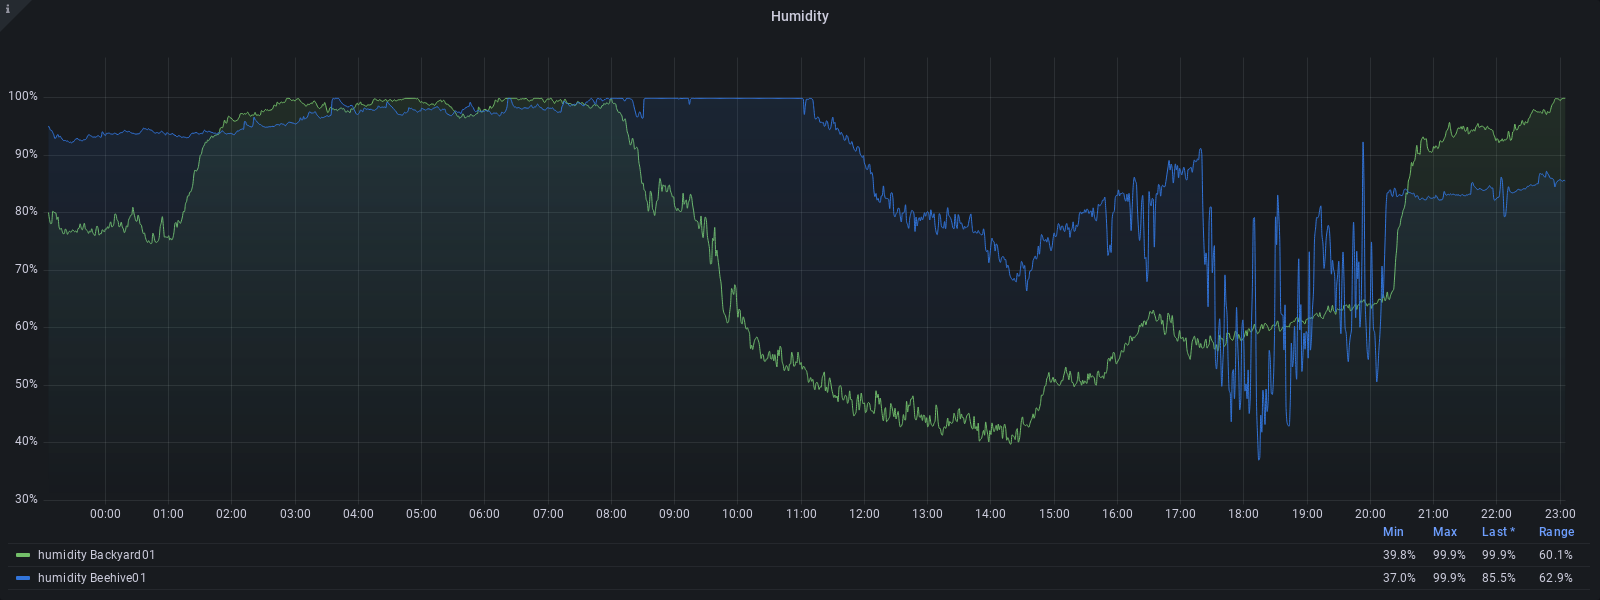 i
Humidity
100%
90%
80%
70%
60%
50%
40%
30%
00:00 01:00 02:00 03:00 04:00 05:00 06:00 07:00 08:00 09:00 10:00 11:00 12:00 13:00 14:00 15:00 16:00 17:00 18:00 19:00 20:00 21:00 22:00 23:00
Min Max Last * Range
humidity Backyard01 39.8% 99.9% 99.9% 60.1%
humidity Beehive01 37.0% 99.9% 85.5% 62.9%